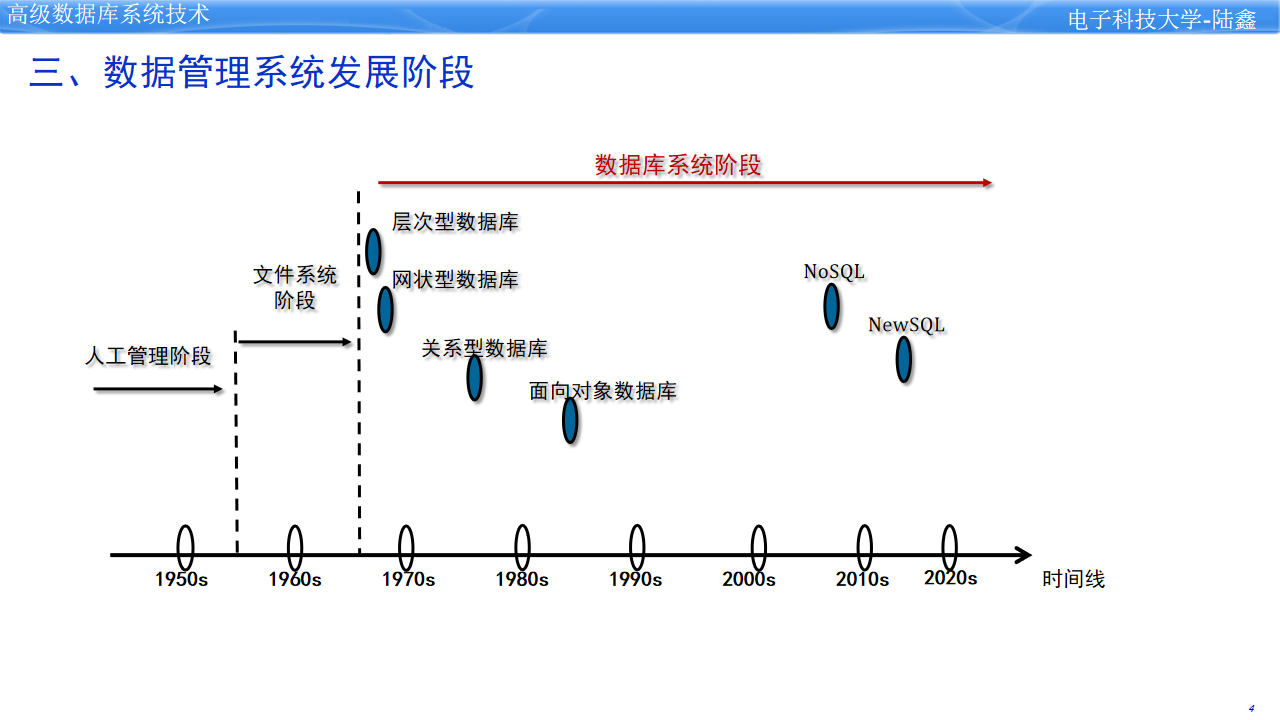 高级数据库系统技术
电子科技大学-陆鑫
三、数据管理系统发展阶段
数据库系统阶段
层次型数据库
文件系统
阶段
网状型数据库
NoSQL
NewSQL
人工管理阶段
关系型数据库
面向对象数据库
1950s
1960s
1970s
1980s
1990s
2000s
2010s
2020s
时间线
4